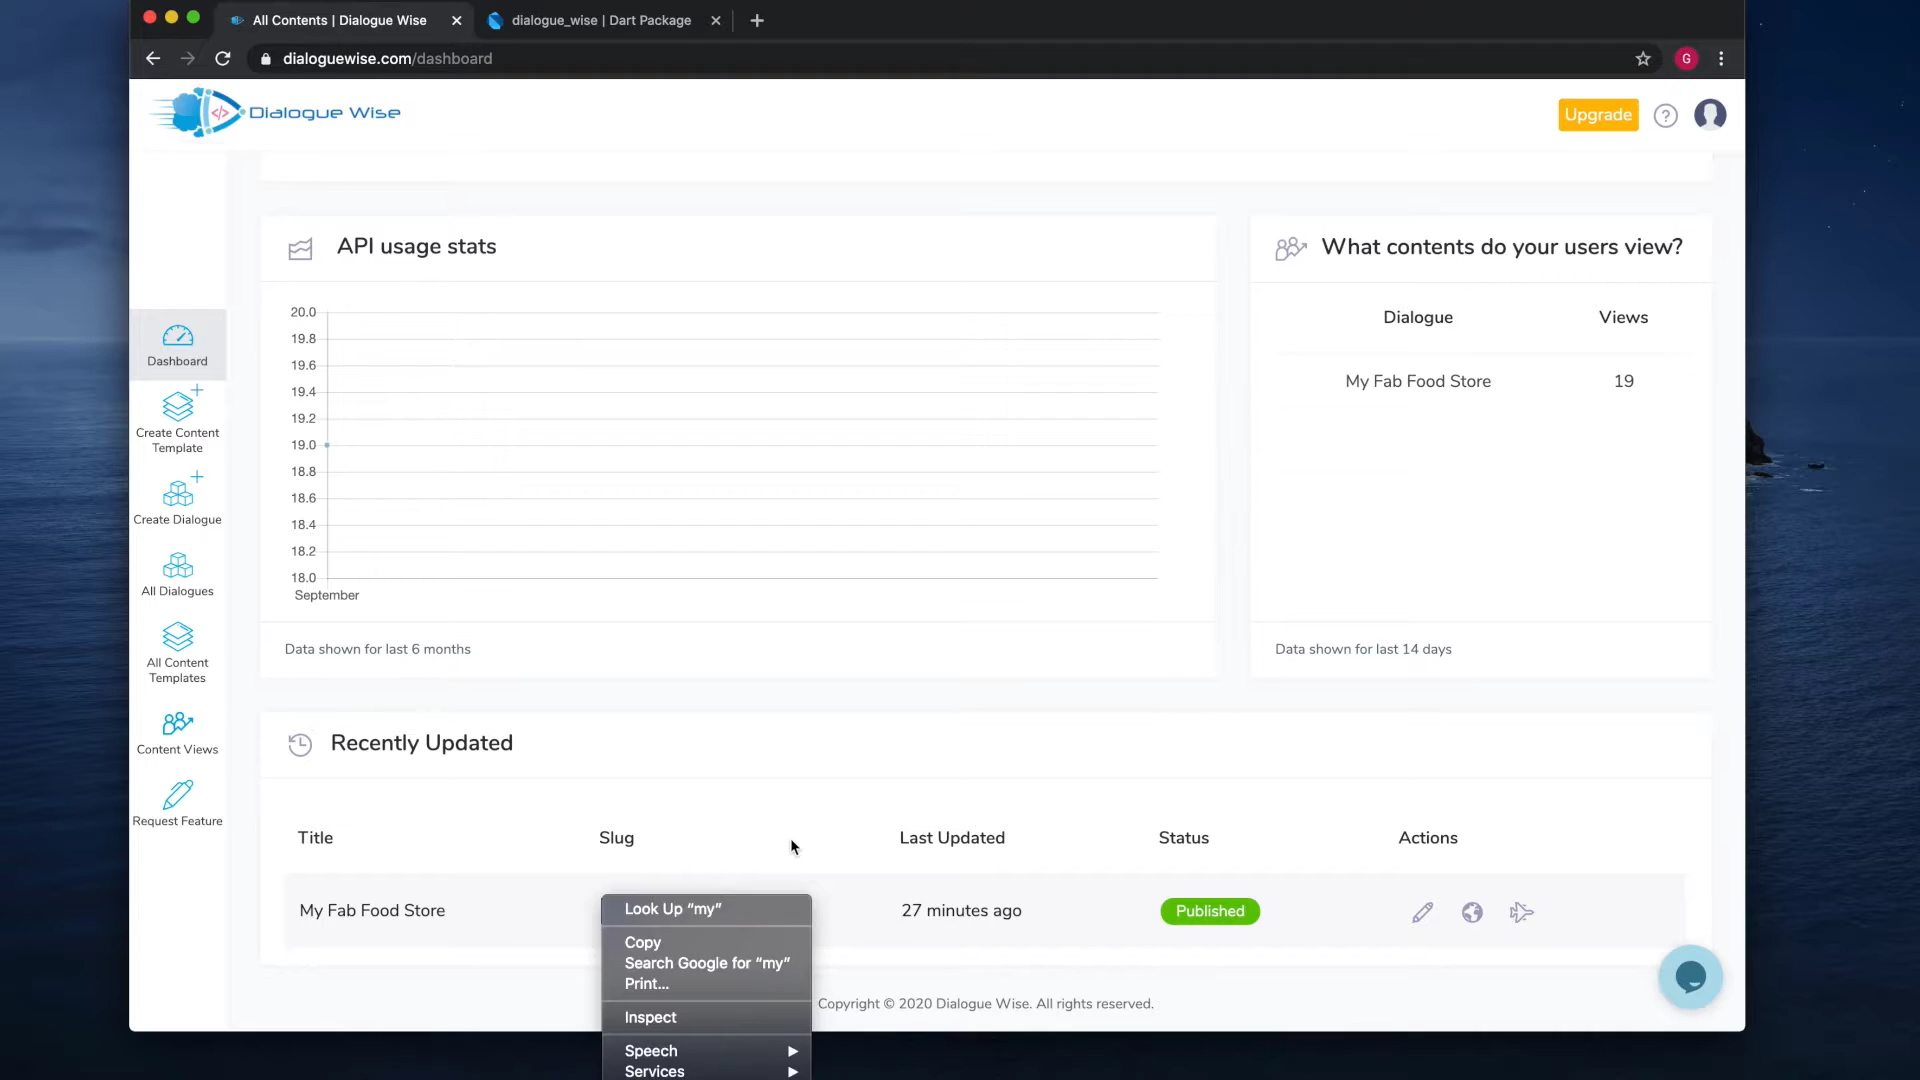 All Contents | Dialogue Wise
dialogue_wise | Dart Package
dialoguewise.com/dashboard
G
Dialogue Wise
Upgrade
API usage stats
What contents do your users view?
20.0
19.8
19.6
19.4
19.2
19.0
18.8
18.6
18.4
18.2
18.0
September
Dialogue Views
My Fab Food Store 19
Data shown for last 6 months
Data shown for last 14 days
Dashboard
Create Content
Template
Create Dialogue
All Dialogues
All Content
Templates
Content Views
Request Feature
Recently Updated
Title Slug Last Updated Status Actions
My Fab Food Store 27 minutes ago Published
Look Up “my”
Copy
Search Google for “my”
Print...
Inspect
Speech
Services
Copyright © 2020 Dialogue Wise. All rights reserved.